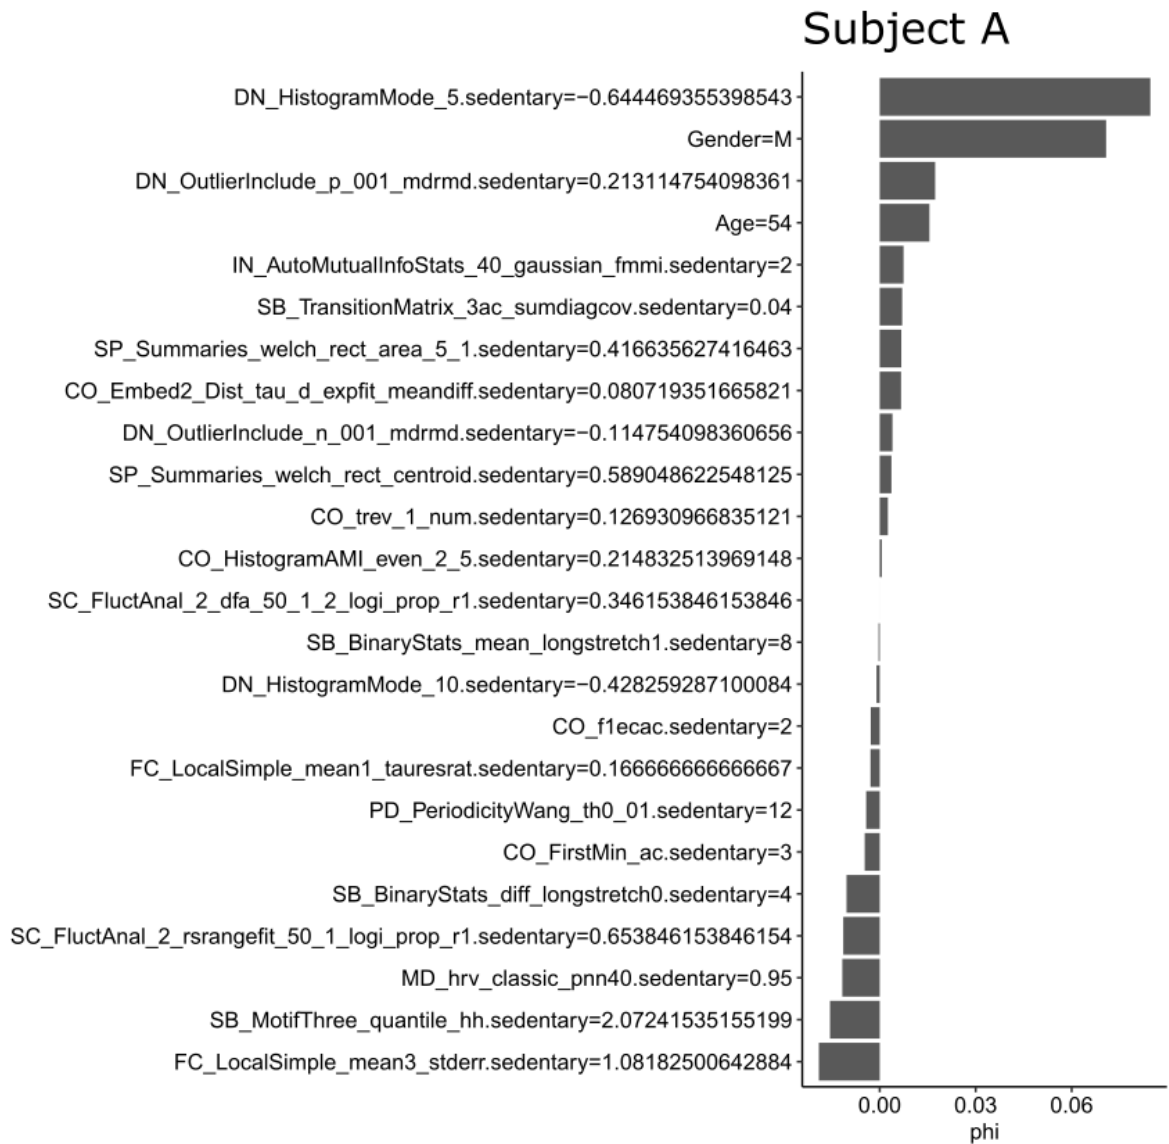 Subject A
DN_HistogramMode_5.sedentary=−0.644469355398543
Gender=M
DN_OutlierInclude_p_001_mdrmd.sedentary=0.213114754098361
Age=54
IN_AutoMutualInfoStats_40_gaussian_fmmi.sedentary=2
SB_TransitionMatrix_3ac_sumdiagcov.sedentary=0.04
SP_Summaries_welch_rect_area_5_1.sedentary=0.416635627416463
CO_Embed2_Dist_tau_d_expfit_meandiff.sedentary=0.080719351665821
DN_OutlierInclude_n_001_mdrmd.sedentary=−0.114754098360656
SP_Summaries_welch_rect_centroid.sedentary=0.589048622548125
CO_trev_1_num.sedentary=0.126930966835121
CO_HistogramAMI_even_2_5.sedentary=0.214832513969148
SC_FluctAnal_2_dfa_50_1_2_logi_prop_r1.sedentary=0.346153846153846
SB_BinaryStats_mean_longstretch1.sedentary=8
DN_HistogramMode_10.sedentary=−0.428259287100084
CO_f1ecac.sedentary=2
FC_LocalSimple_mean1_tauresrat.sedentary=0.166666666666667
PD_PeriodicityWang_th0_01.sedentary=12
CO_FirstMin_ac.sedentary=3
SB_BinaryStats_diff_longstretch0.sedentary=4
SC_FluctAnal_2_rsrangefit_50_1_logi_prop_r1.sedentary=0.653846153846154
MD_hrv_classic_pnn40.sedentary=0.95
SB_MotifThree_quantile_hh.sedentary=2.07241535155199
FC_LocalSimple_mean3_stderr.sedentary=1.08182500642884
0.00 0.03 0.06
phi